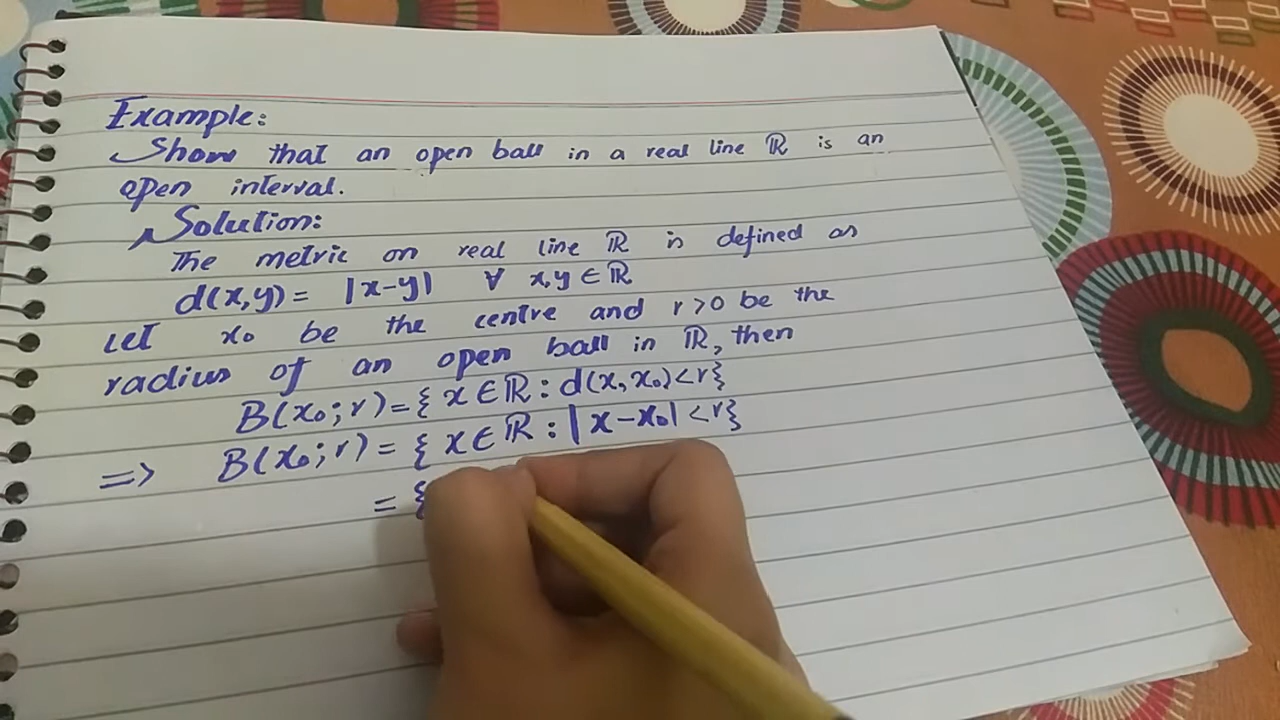 Example:
Show that an open ball in a real line ℝ is an
open interval.
Solution:
The metric on real line ℝ is defined as
d(x,y) = |x-y| ∀ x,y ∈ ℝ
Let x₀ be the centre and r>0 be the
radius of an open ball in ℝ, then
B(x₀;r) = { x ∈ ℝ : d(x,x₀) < r}
=> B(x₀;r) = { x ∈ ℝ : |x-x₀| < r}
= {